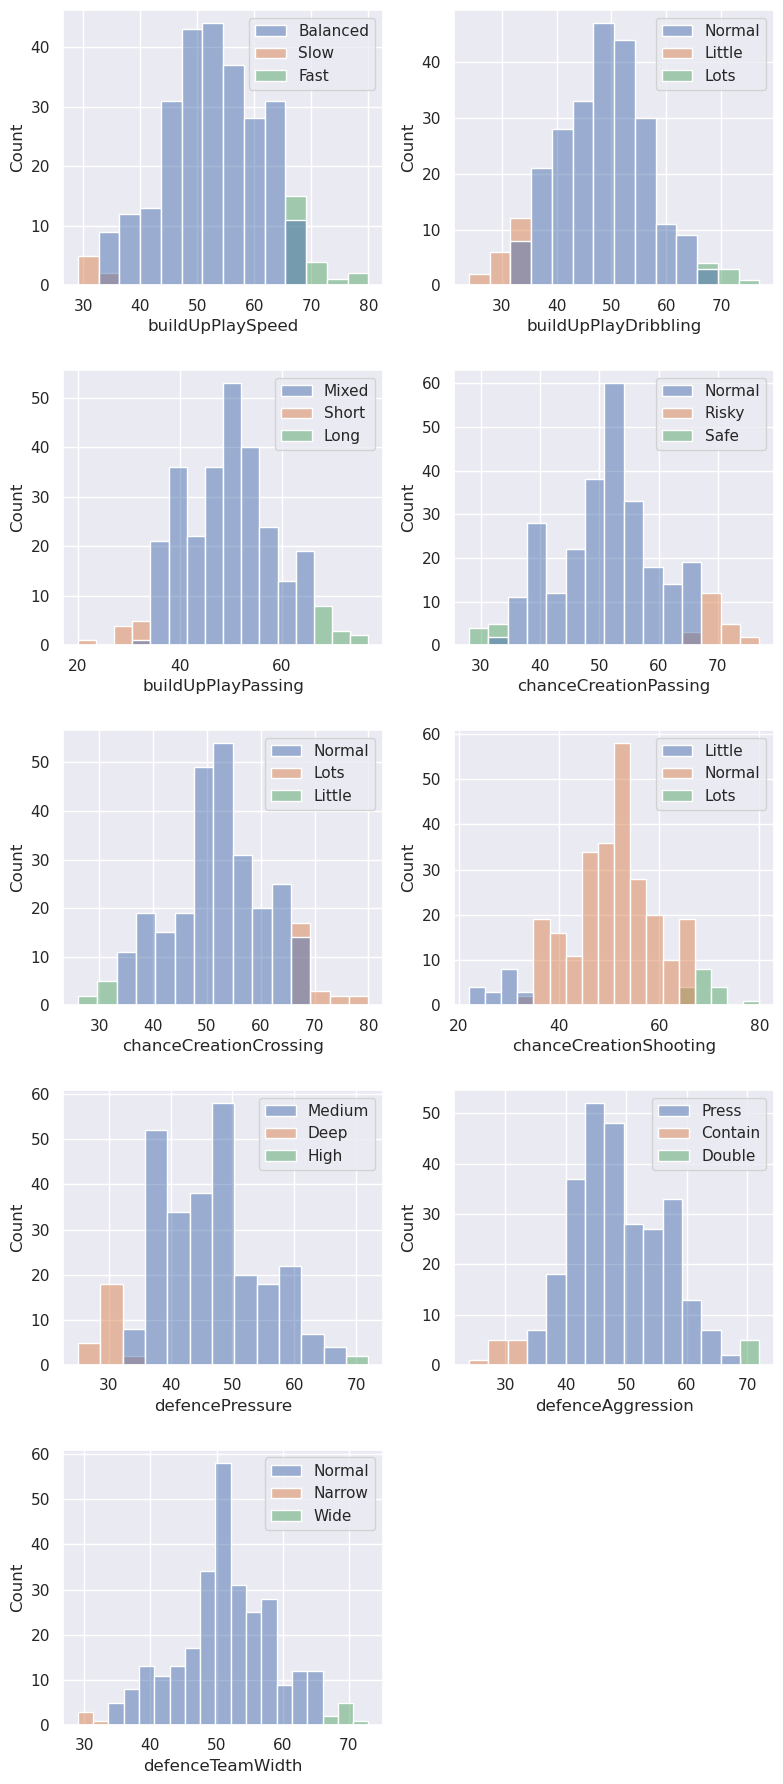 Balanced
Slow
Fast
Count
40
30
20
10
0
30 40 50 60 70 80
buildUpPlaySpeed
Normal
Little
Lots
Count
40
30
20
10
0
30 40 50 60 70
buildUpPlayDribbling
Mixed
Short
Long
Count
50
40
30
20
10
0
20 40 60
buildUpPlayPassing
Normal
Risky
Safe
Count
60
50
40
30
20
10
0
30 40 50 60 70
chanceCreationPassing
Normal
Lots
Little
Count
50
40
30
20
10
0
30 40 50 60 70 80
chanceCreationCrossing
Little
Normal
Lots
Count
60
50
40
30
20
10
0
20 40 60 80
chanceCreationShooting
Medium
Deep
High
Count
60
50
40
30
20
10
0
30 40 50 60 70
defencePressure
Press
Contain
Double
Count
50
40
30
20
10
0
30 40 50 60 70
defenceAggression
Normal
Narrow
Wide
Count
60
50
40
30
20
10
0
30 40 50 60 70
defenceTeamWidth